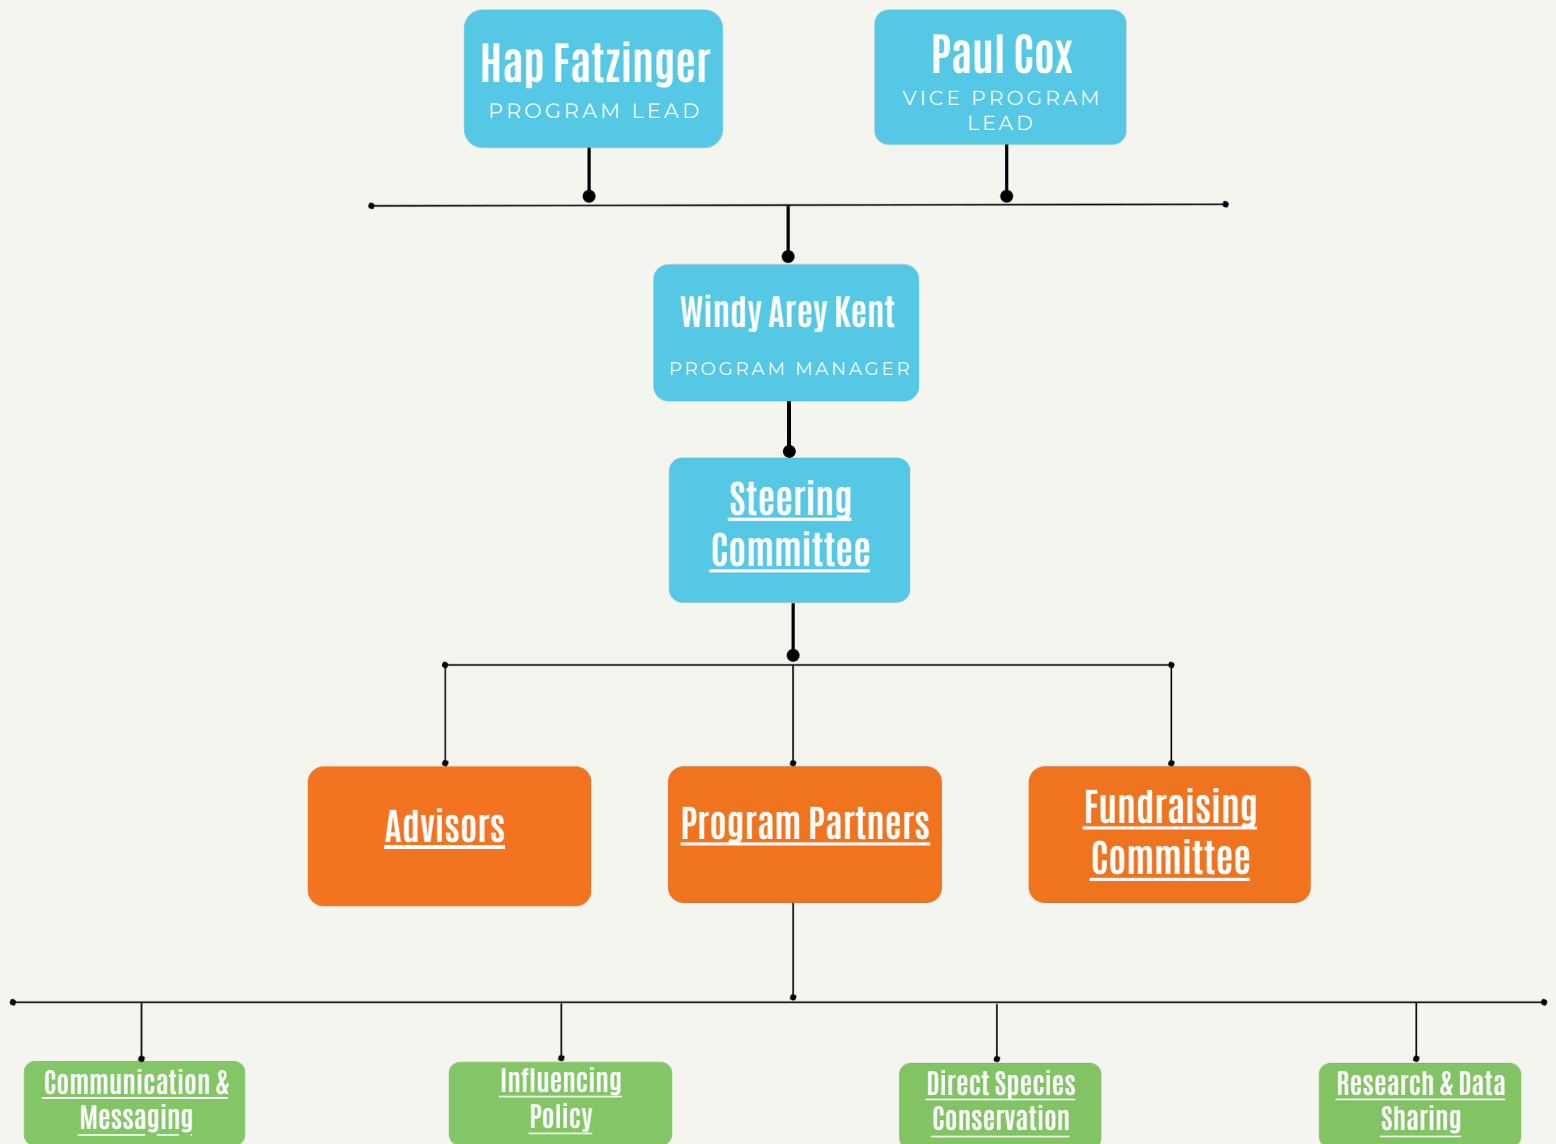 Hap Fatzinger
PROGRAM LEAD
Paul Cox
VICE PROGRAM
LEAD
Windy Arey Kent
PROGRAM MANAGER
Steering
Committee
Advisors
Program Partners
Fundraising
Committee
Communication &
Messaging
Influencing
Policy
Direct Species
Conservation
Research & Data
Sharing